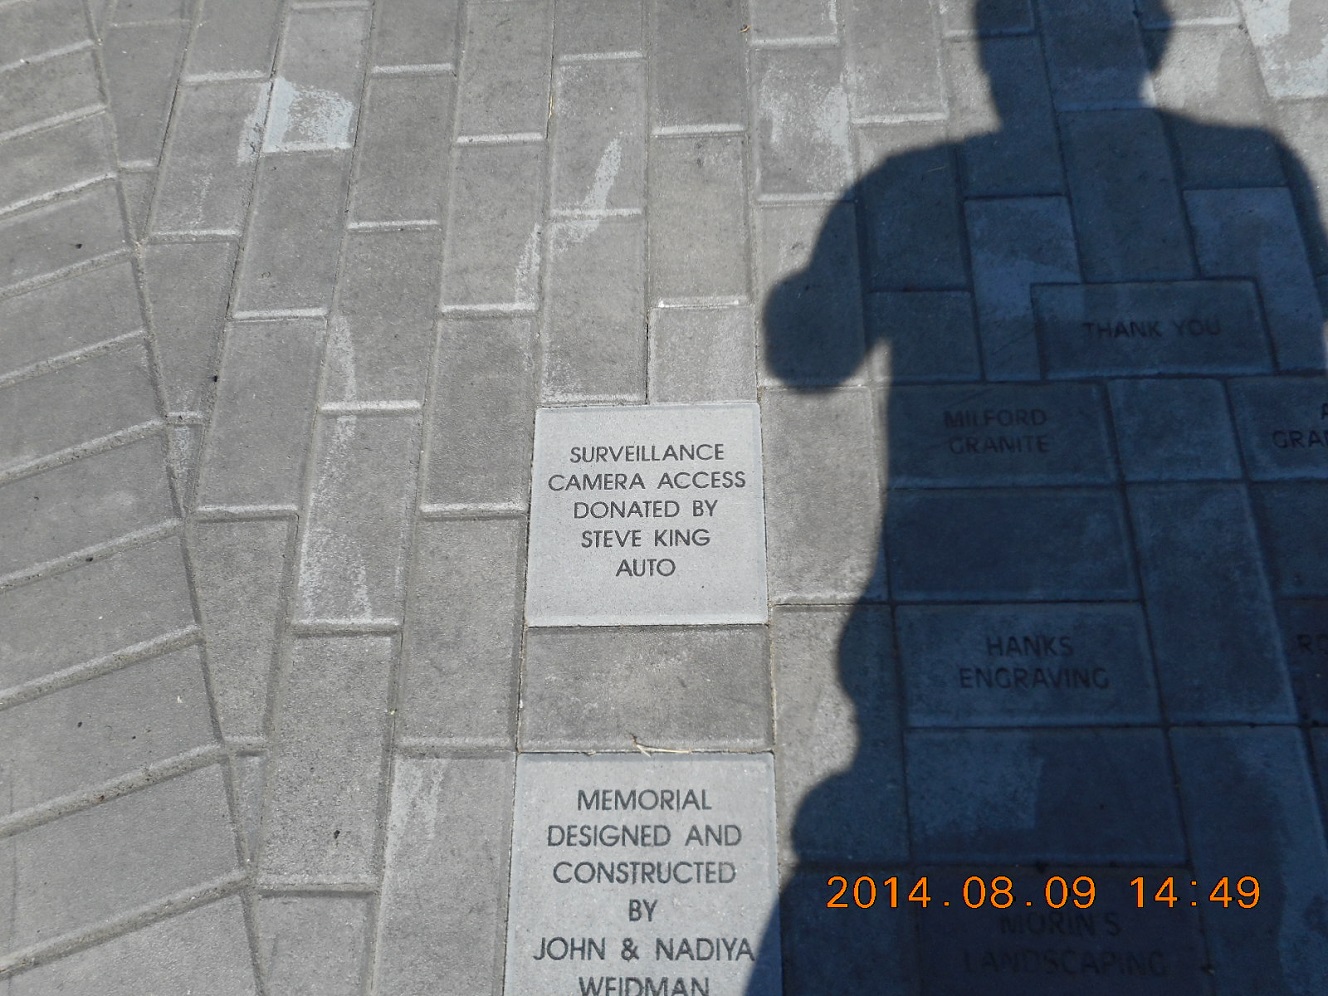 THANK YOU
MILFORD
GRANITE
SURVEILLANCE
CAMERA ACCESS
DONATED BY
STEVE KING
AUTO
HANKS
ENGRAVING
MEMORIAL
DESIGNED AND
CONSTRUCTED
BY
JOHN & NADIYA
WEIDMAN
2014.08.09 14:49
MORIN'S
LANDSCAPING